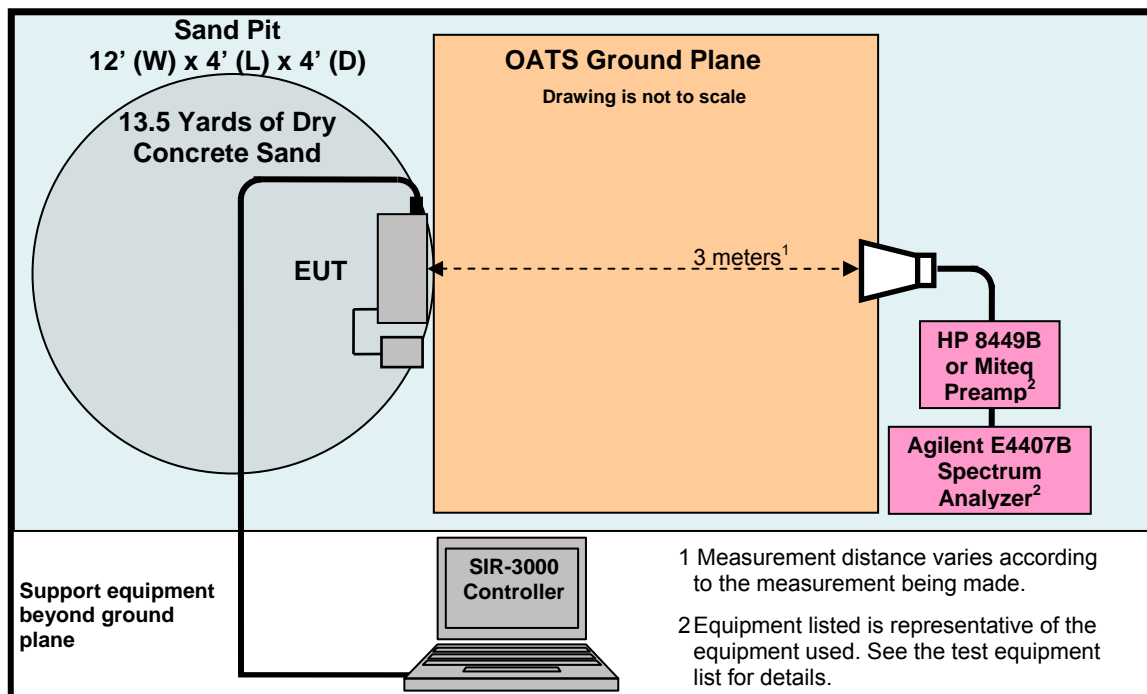 Sand Pit
12’ (W) x 4’ (L) x 4’ (D)
13.5 Yards of Dry
Concrete Sand
EUT
OATS Ground Plane
Drawing is not to scale
3 meters1
HP 8449B
or Miteq
Preamp2
Agilent E4407B
Spectrum
Analyzer2
Support equipment
beyond ground
plane
SIR-3000
Controller
1 Measurement distance varies according
to the measurement being made.
2 Equipment listed is representative of the
equipment used. See the test equipment
list for details.